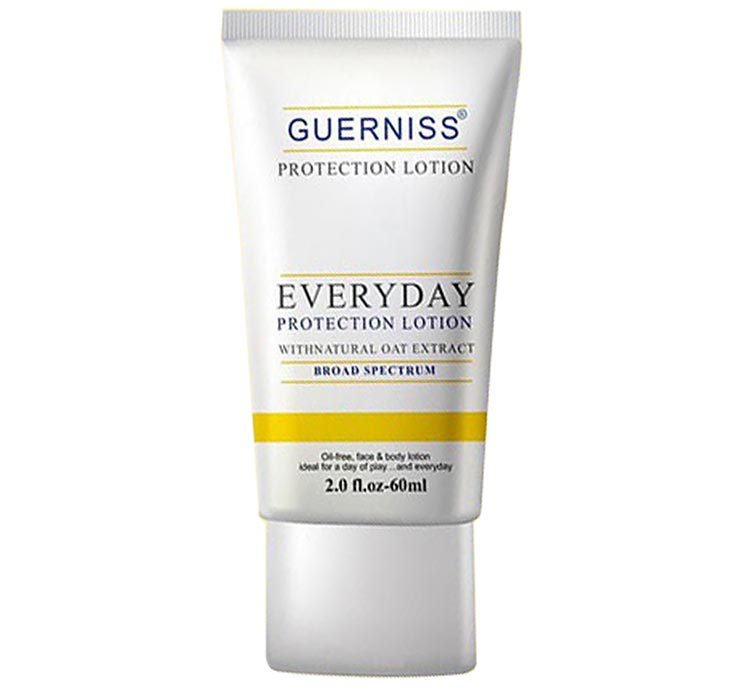 GUERNISS®
PROTECTION LOTION
EVERYDAY
PROTECTION LOTION
WITHNATURAL OAT EXTRACT
BROAD SPECTRUM
Oil-free, face & body lotion
ideal for a day of play...and everyday
2.0 fl.oz-60ml